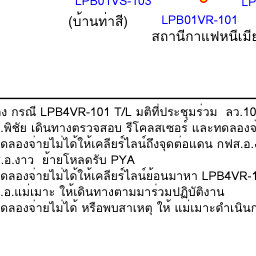 LPB01VS-103
(บ้านท่าสี)
LPB01VR-101
สถานีกาแฟหนีเมีย
กรณี LPB4VR-101 T/L มติที่ประชุมร่วม ลว.10
.พิชัย เดินทางตรวจสอบ รีโคลสเซอร์ และทดลองจ่
ดลองจ่ายไม่ได้ให้เคลียร์ไลน์ถึงจุดต่อแดน กฟส.อ.
.อ.งาว ย้ายโหลดรับ PYA
ดลองจ่ายไม่ได้ให้เคลียร์ไลน์ย้อนมาหา LPB4VR-1
.อ.แม่เมาะ ให้เดินทางตามมาร่วมปฏิบัติงาน
ดลองจ่ายไม่ได้ หรือพบสาเหตุ ให้ แม่เมาะดำเนินก